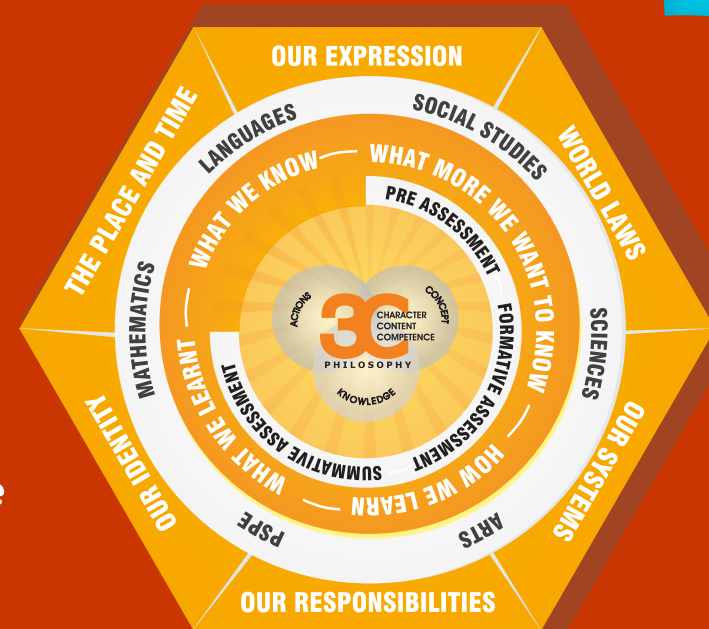 OUR EXPRESSION
WORLD LAWS
OUR SYSTEMS
OUR RESPONSIBILITIES
OUR IDENTITY
THE PLACE AND TIME
LANGUAGES
SOCIAL STUDIES
SCIENCES
ARTS
PSPE
MATHEMATICS
WHAT WE KNOW
WHAT MORE WE WANT TO KNOW
HOW WE LEARN
WHAT WE LEARNT
PRE ASSESSMENT
FORMATIVE ASSESSMENT
SUMMATIVE ASSESSMENT
ACTIONS
CONCEPT
3C
CHARACTER
CONTENT
COMPETENCE
PHILOSOPHY
KNOWLEDGE